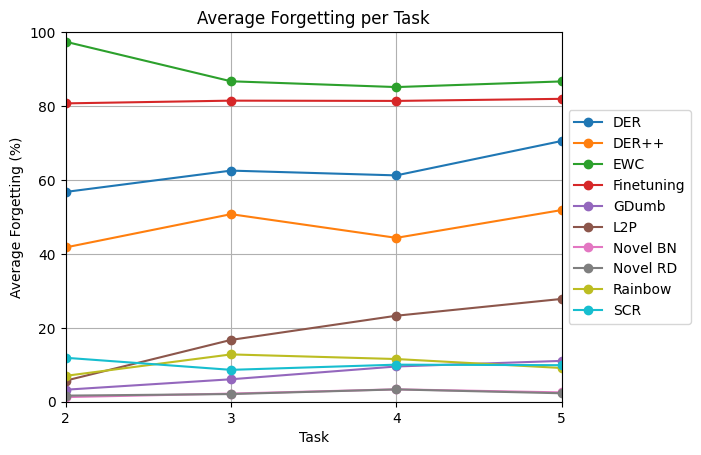 Average Forgetting per Task
Average Forgetting (%)
100
80
60
40
20
0
2
3
4
5
Task
DER
DER++
EWC
Finetuning
GDumb
L2P
Novel BN
Novel RD
Rainbow
SCR